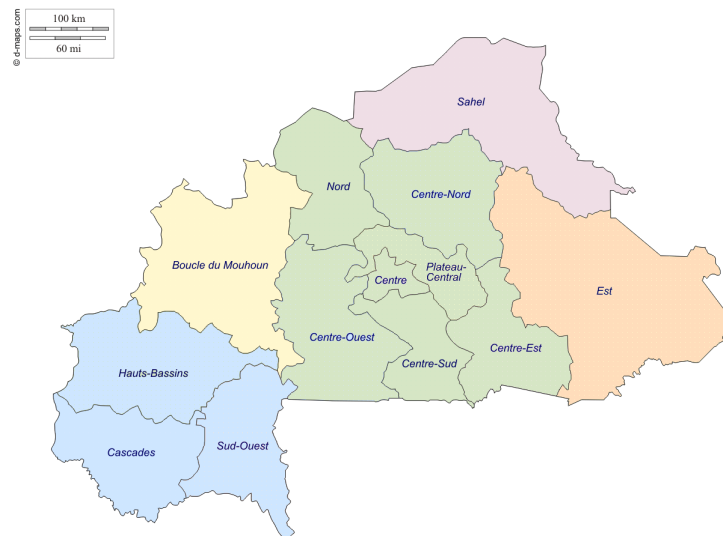 100 km
60 mi
© d-maps.com
Sahel
Nord
Centre-Nord
Boucle du Mouhoun
Centre
Plateau-
Central
Est
Centre-Ouest
Centre-Sud
Centre-Est
Hauts-Bassins
Cascades
Sud-Ouest